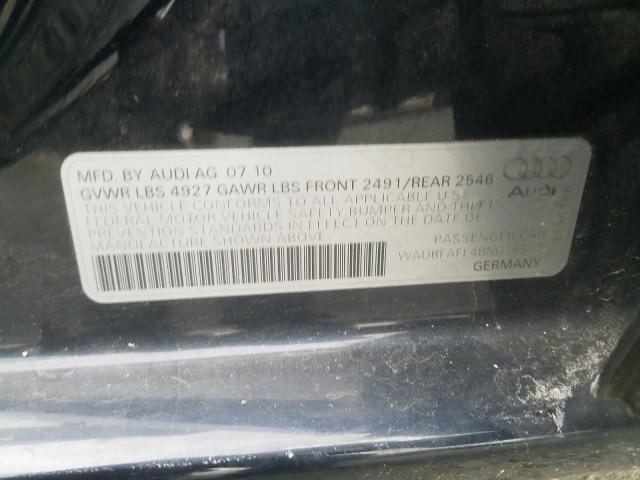 MFD. BY AUDI AG 07 10
GVWR LBS 4927 GAWR LBS FRONT 2491/REAR 2546
THIS VEHICLE CONFORMS TO ALL APPLICABLE U.S.
FEDERAL MOTOR VEHICLE SAFETY BUMPER AND THEFT
PREVENTION STANDARDS IN EFFECT ON THE DATE OF
MANUFACTURE SHOWN ABOVE
Audi
PASSENGER CAR
GERMANY